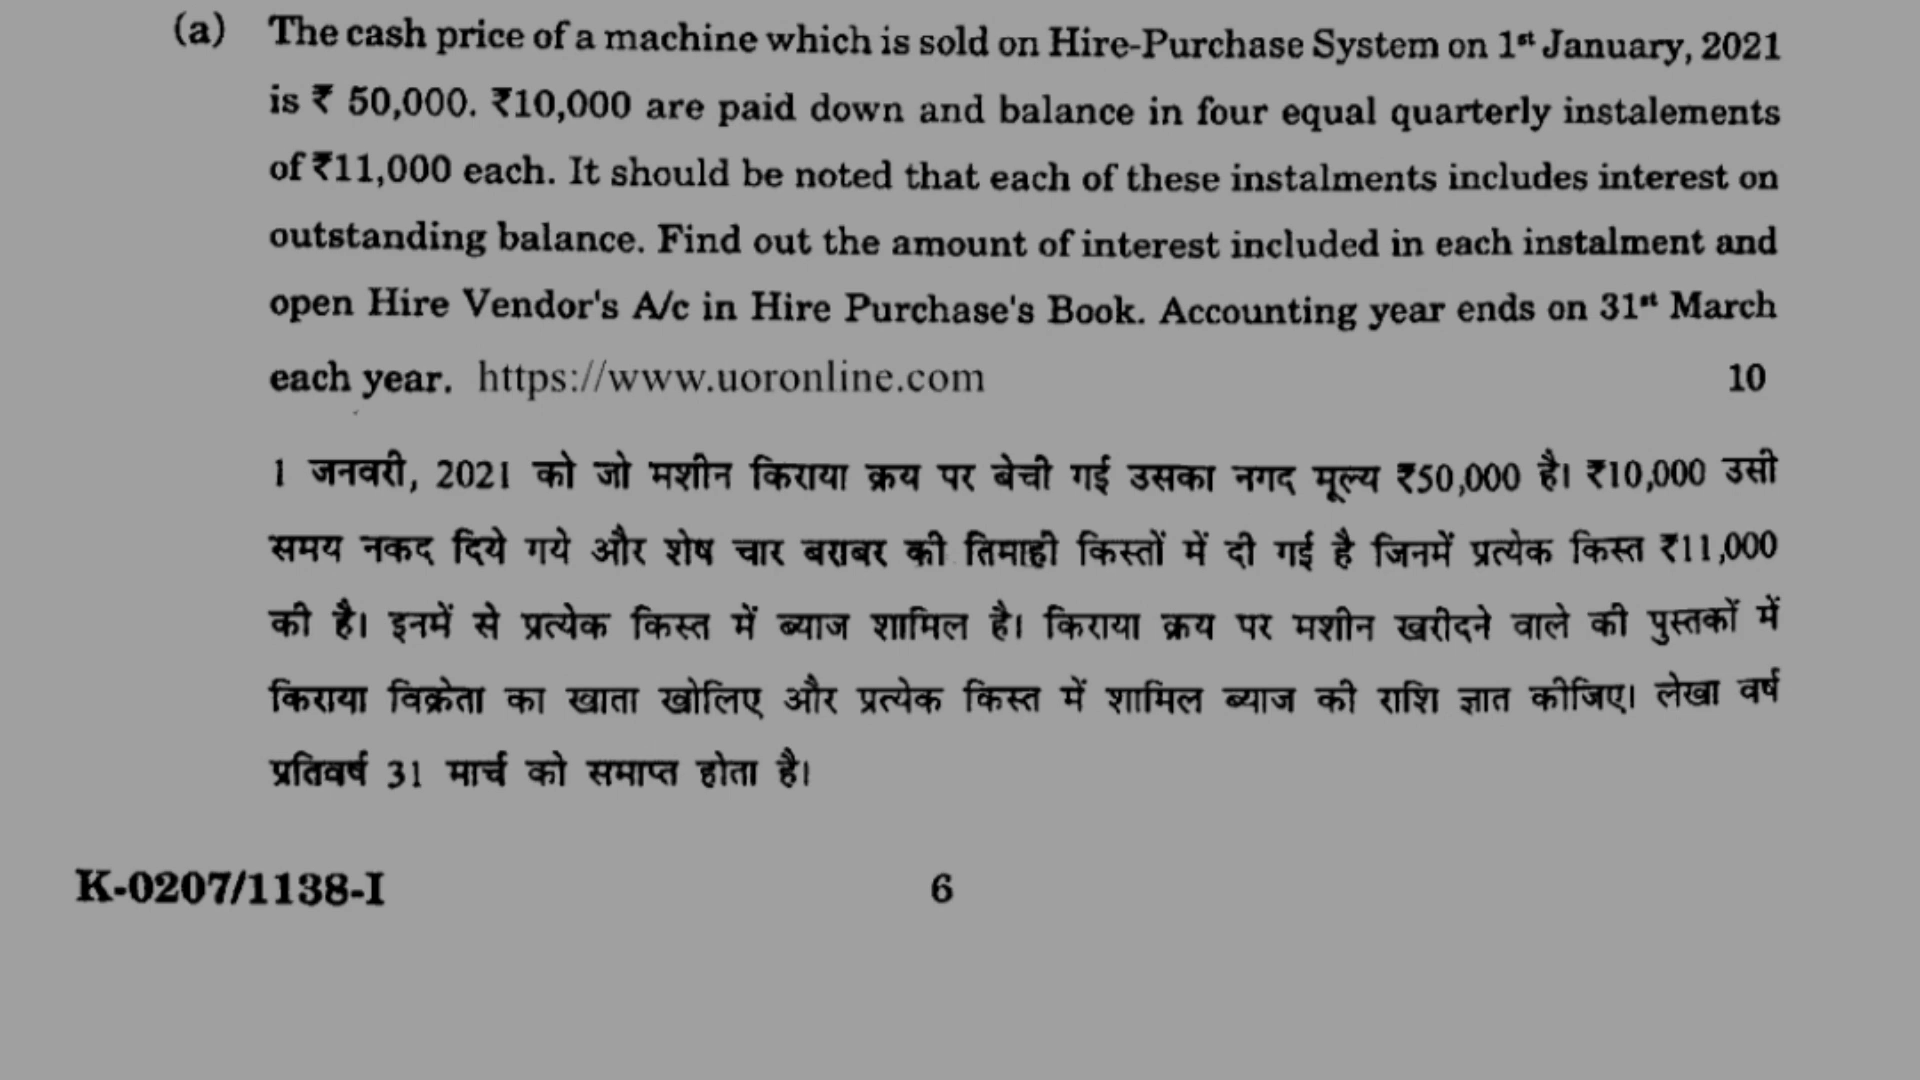 (a) The cash price of a machine which is sold on Hire-Purchase System on 1st January, 2021
is ₹ 50,000. ₹10,000 are paid down and balance in four equal quarterly instalements
of ₹11,000 each. It should be noted that each of these instalments includes interest on
outstanding balance. Find out the amount of interest included in each instalment and
open Hire Vendor's A/c in Hire Purchase's Book. Accounting year ends on 31st March
each year. https://www.uoronline.com 10
1 जनवरी, 2021 को जो मशीन किराया क्रय पर बेची गई उसका नगद मूल्य ₹50,000 है। ₹10,000 उसी
समय नकद दिये गये और शेष चार बराबर की तिमाही किस्तों में दी गई है जिनमें प्रत्येक किस्त ₹11,000
की है। इनमें से प्रत्येक किस्त में ब्याज शामिल है। किराया क्रय पर मशीन खरीदने वाले की पुस्तकों में
किराया विक्रेता का खाता खोलिए और प्रत्येक किस्त में शामिल ब्याज की राशि ज्ञात कीजिए। लेखा वर्ष
प्रतिवर्ष 31 मार्च को समाप्त होता है।
K-0207/1138-I 6